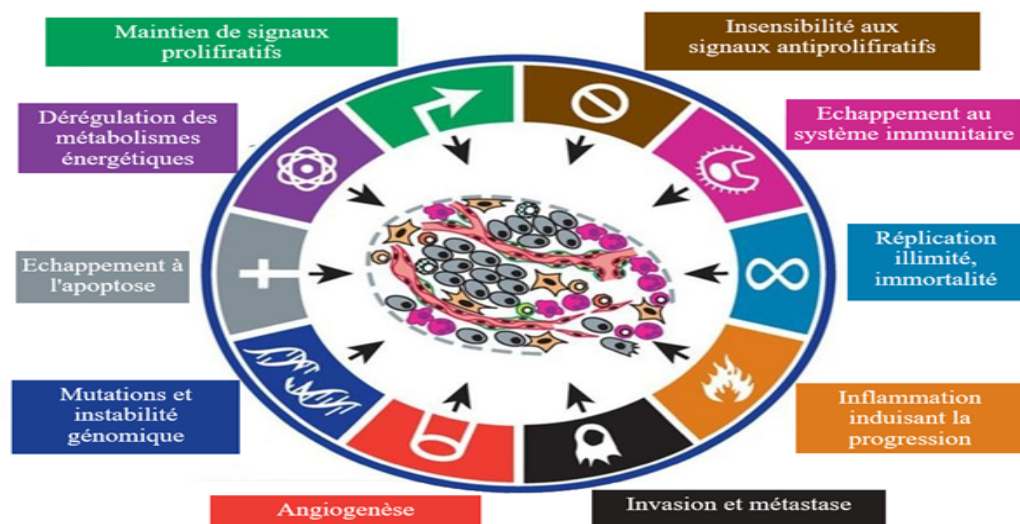 Maintien de signaux
prolifiratifs
Insensibilité aux
signaux antiprolifiratifs
Dérégulation des
métabolismes
énergétiques
Echappement au
système immunitaire
Echappement à
l'apoptose
Réplication
illimité,
immortalité
Mutations et
instabilité
génomique
Inflammation
induisant la
progression
Angiogenèse
Invasion et métastase